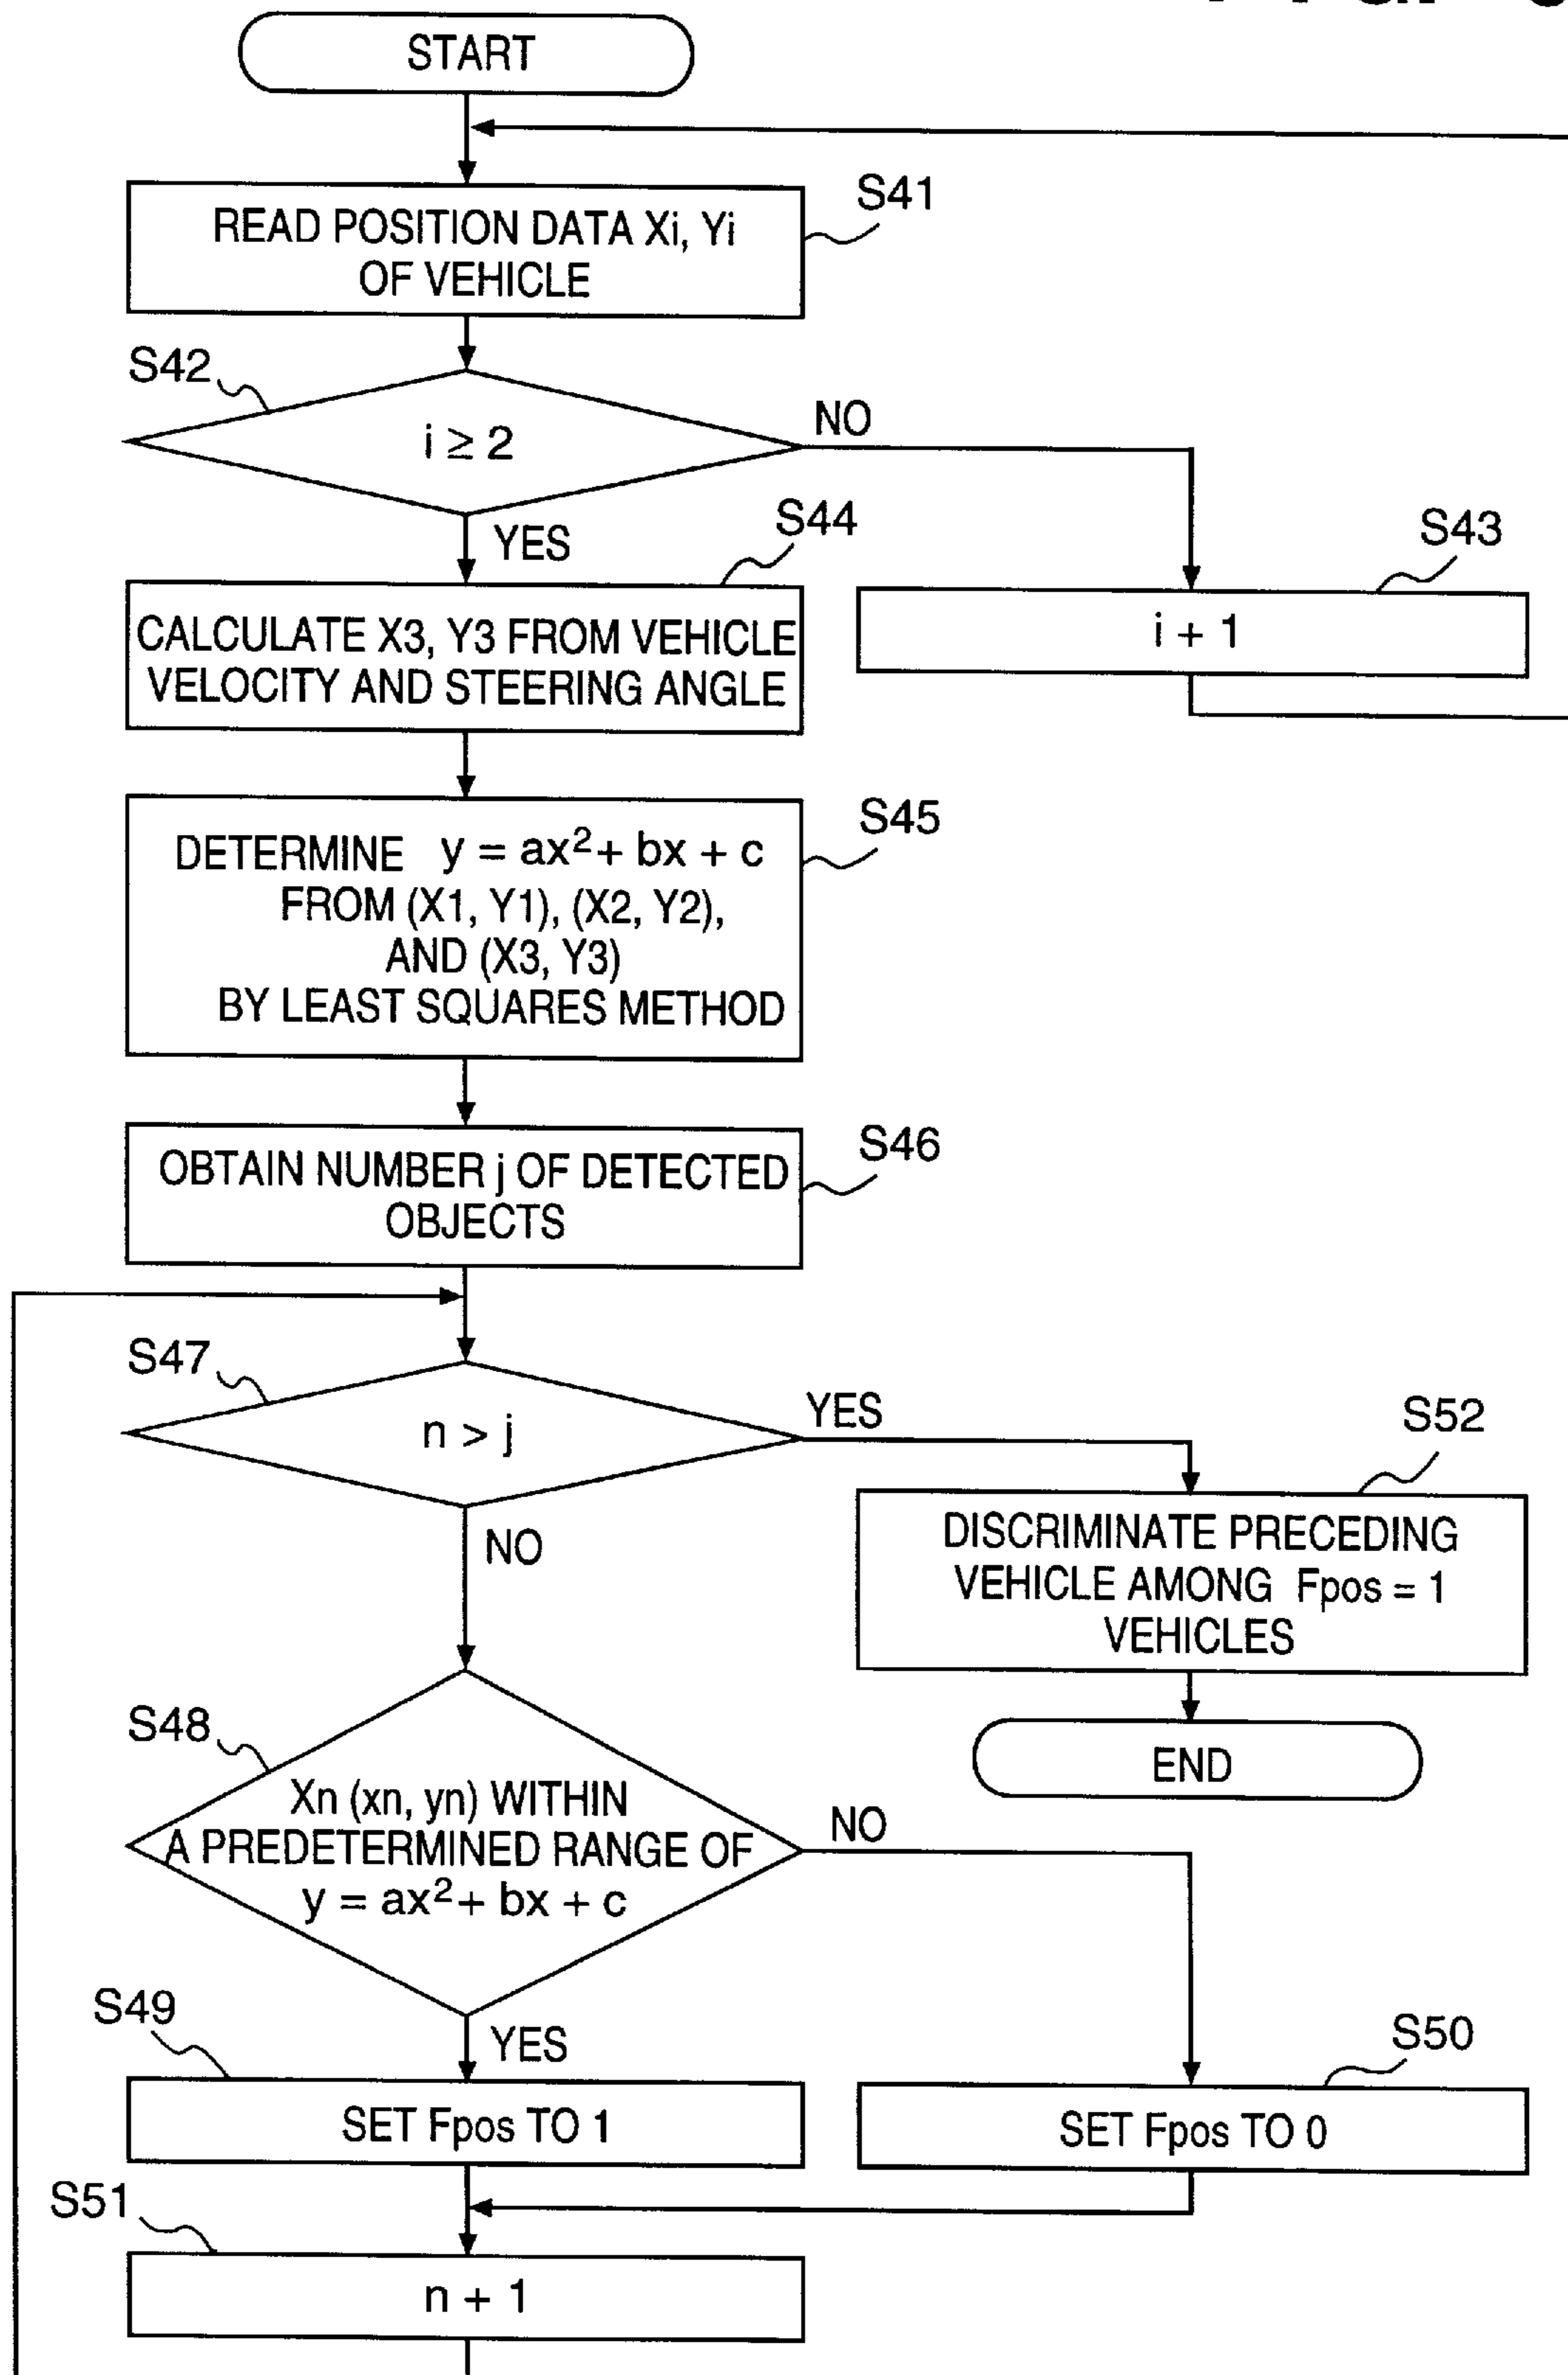 START
S41
READ POSITION DATA Xi, Yi
OF VEHICLE
S42
i ≥ 2
NO
YES
S44
S43
CALCULATE X3, Y3 FROM VEHICLE
VELOCITY AND STEERING ANGLE
i + 1
S45
DETERMINE y = ax² + bx + c
FROM (X1, Y1), (X2, Y2),
AND (X3, Y3)
BY LEAST SQUARES METHOD
S46
OBTAIN NUMBER j OF DETECTED
OBJECTS
S47
n > j
YES
NO
S52
DISCRIMINATE PRECEDING
VEHICLE AMONG Fpos = 1
VEHICLES
END
S48
Xn (xn, yn) WITHIN
A PREDETERMINED RANGE OF
y = ax² + bx + c
NO
YES
S49
SET Fpos TO 1
S50
SET Fpos TO 0
S51
n + 1